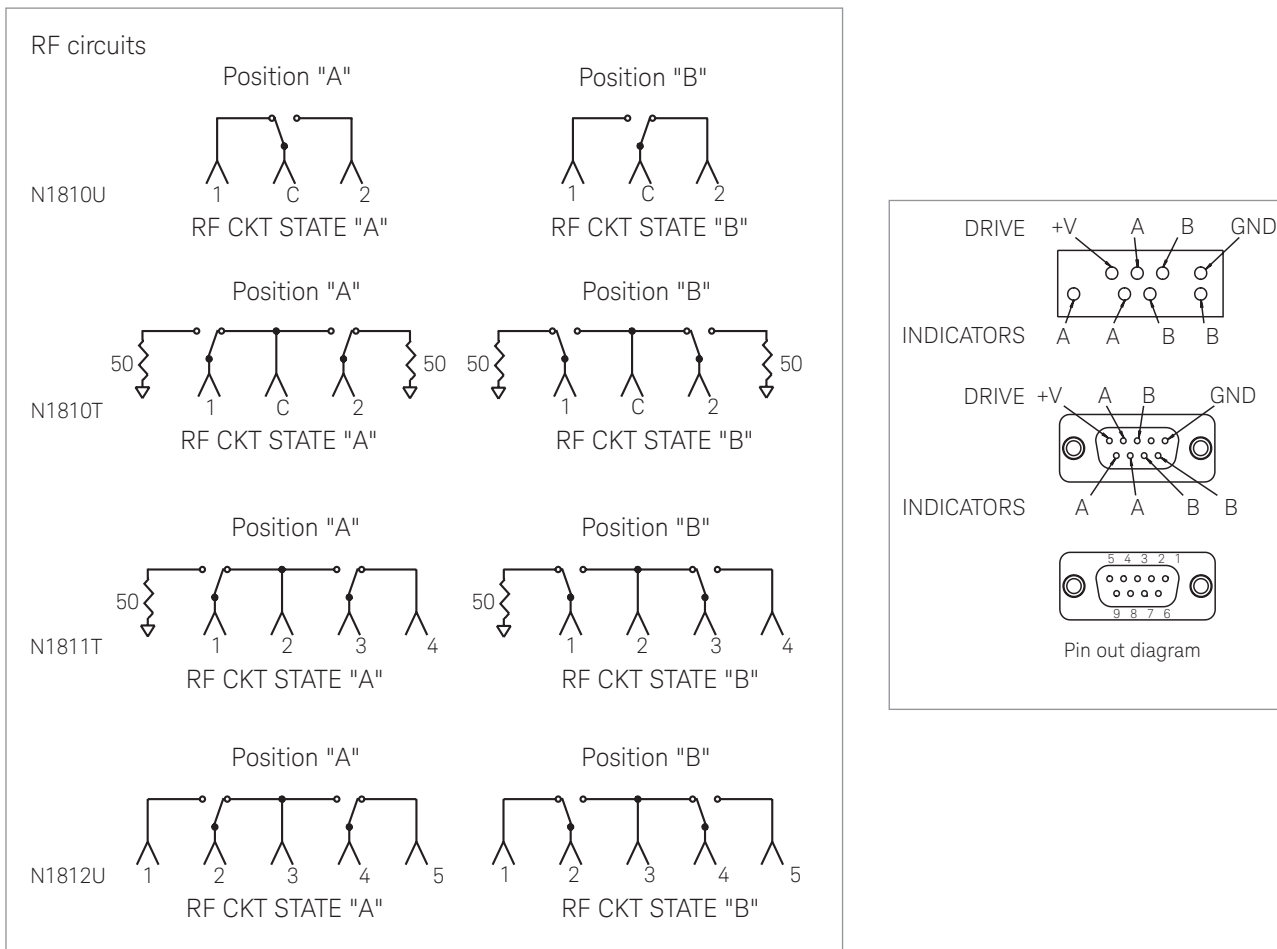 RF circuits
Position "A" Position "B"
N1810U 1 C 2 1 C 2
RF CKT STATE "A" RF CKT STATE "B"
Position "A" Position "B"
50 50 50 50
N1810T 1 C 2 1 C 2
RF CKT STATE "A" RF CKT STATE "B"
Position "A" Position "B"
50 50
N1811T 1 2 3 4 1 2 3 4
RF CKT STATE "A" RF CKT STATE "B"
Position "A" Position "B"
N1812U 1 2 3 4 5 1 2 3 4 5
RF CKT STATE "A" RF CKT STATE "B"
DRIVE +V A B GND
INDICATORS A A B B
DRIVE +V A B GND
INDICATORS A A B B
5 4 3 2 1
9 8 7 6
Pin out diagram